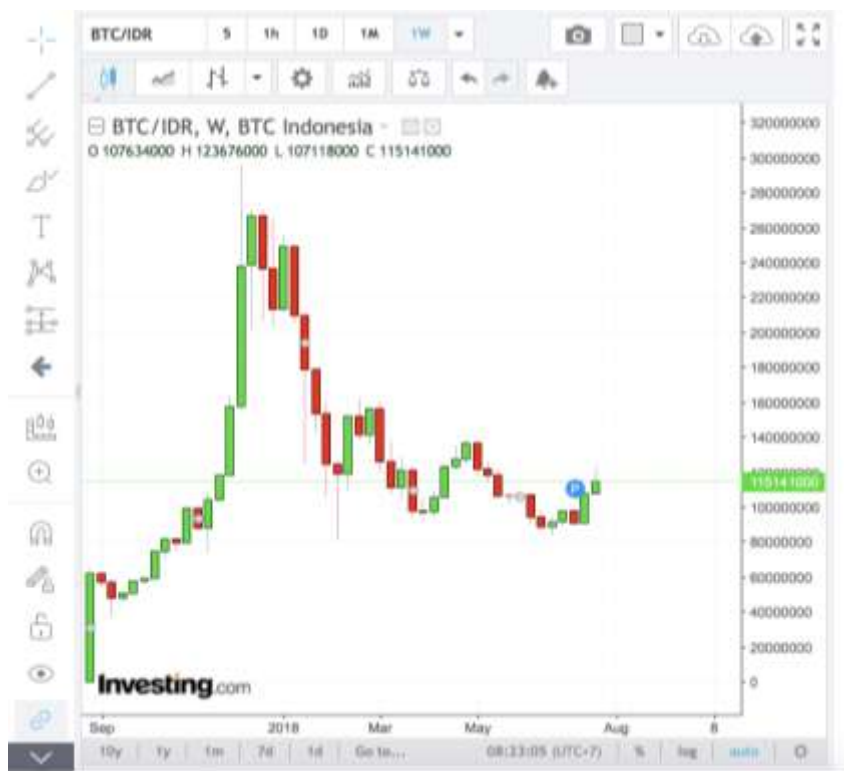 BTC/IDR 5 1h 1D 1M 1W
BTC/IDR, W, BTC Indonesia
O 107634000 H 123676000 L 107118000 C 115141000
320000000
300000000
280000000
260000000
240000000
220000000
200000000
180000000
160000000
140000000
120000000
115141000
100000000
80000000
60000000
40000000
20000000
0
P
Investing.com
Sep 2018 Mar May Aug 8
10y 1y 1m 7d 1d Go to... 08:23:05 (UTC+7) % log auto